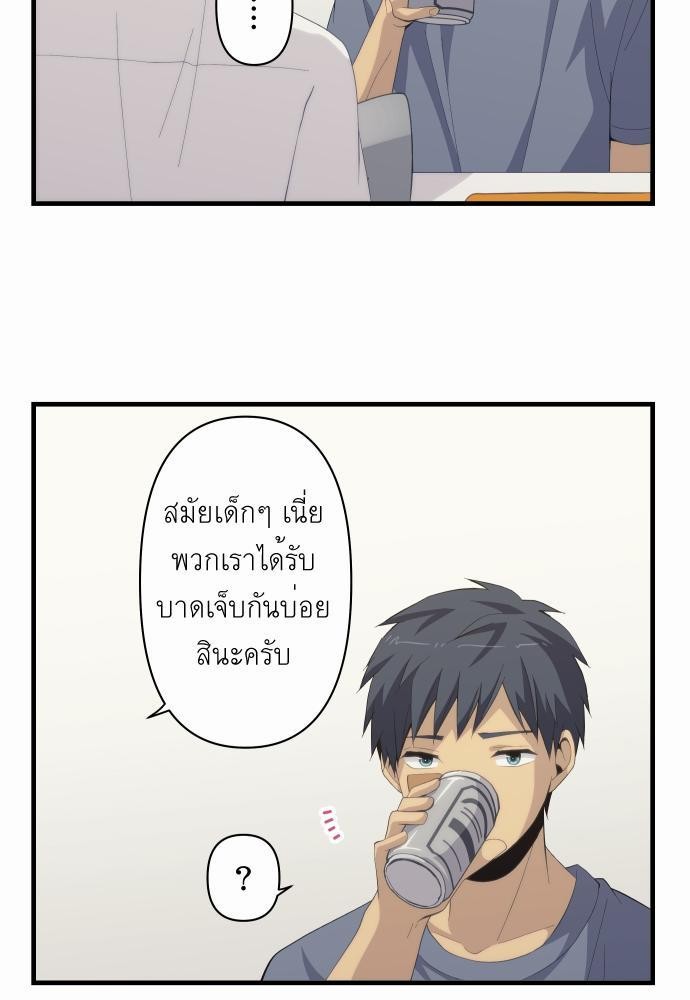 ...
สมัยเด็กๆ เนี่ย
พวกเราได้รับ
บาดเจ็บกันบ่อย
สินะครับ
?